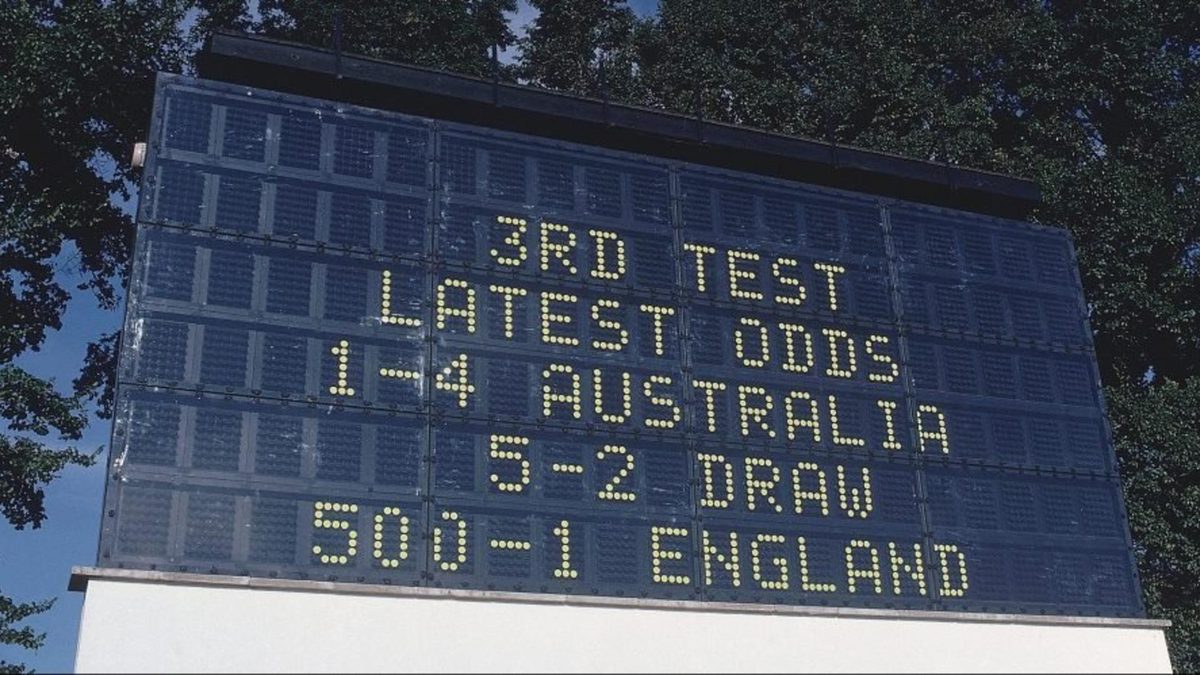 3RD TEST
LATEST ODDS
1-4 AUSTRALIA
5-2 DRAW
500-1 ENGLAND